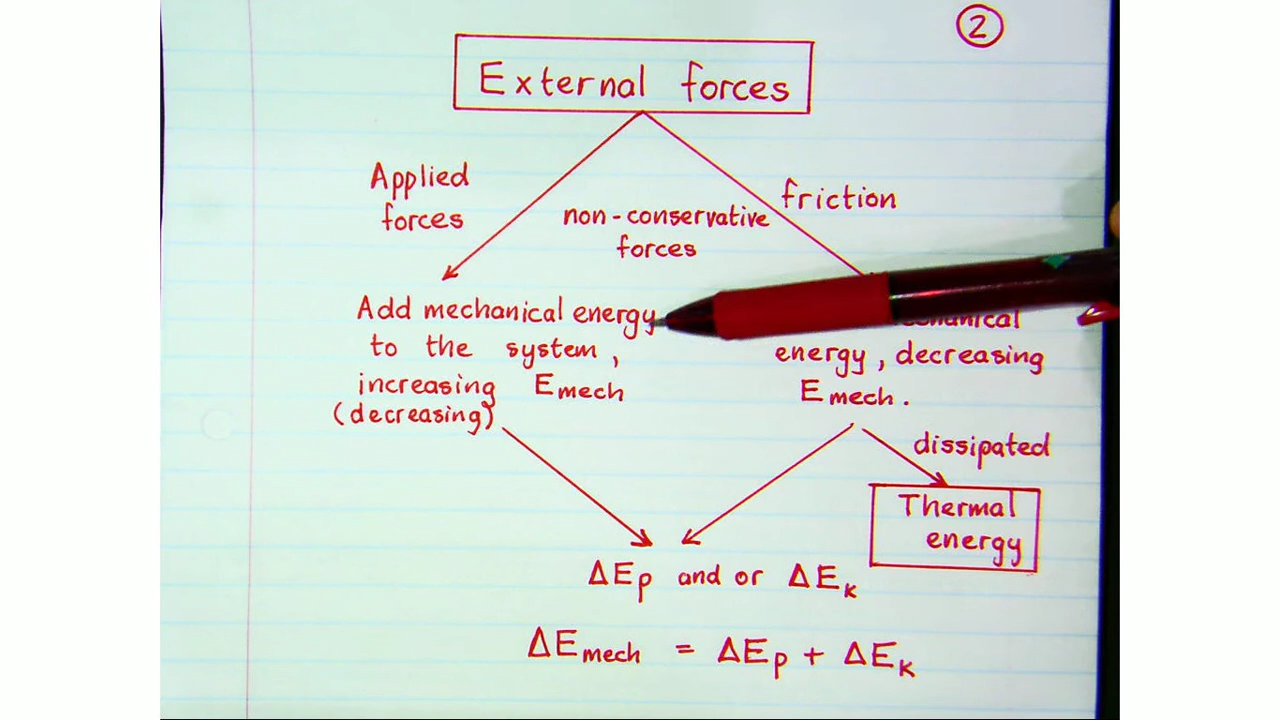 2
External forces
Applied
forces
non-conservative
forces
friction
Add mechanical energy
to the system,
increasing Emech
(decreasing)
energy, decreasing
Emech.
dissipated
Thermal
energy
ΔEp and or ΔEk
ΔEmech = ΔEp + ΔEk